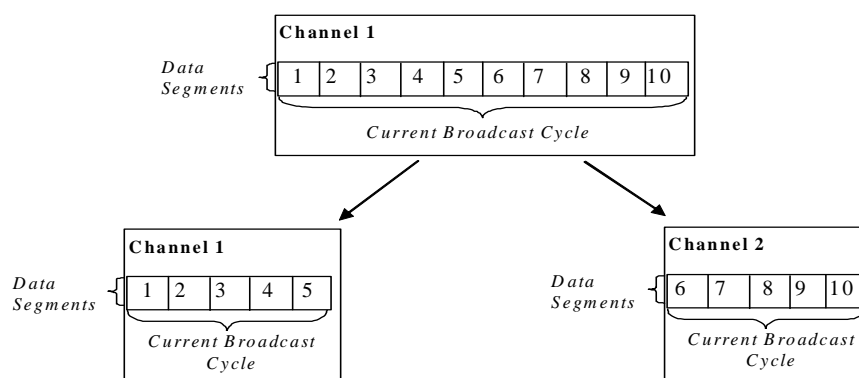 Channel 1
Data
Segments
1 2 3 4 5 6 7 8 9 10
Current Broadcast Cycle
Channel 1
Data
Segments
1 2 3 4 5
Current Broadcast
Cycle
Channel 2
Data
Segments
6 7 8 9 10
Current Broadcast
Cycle